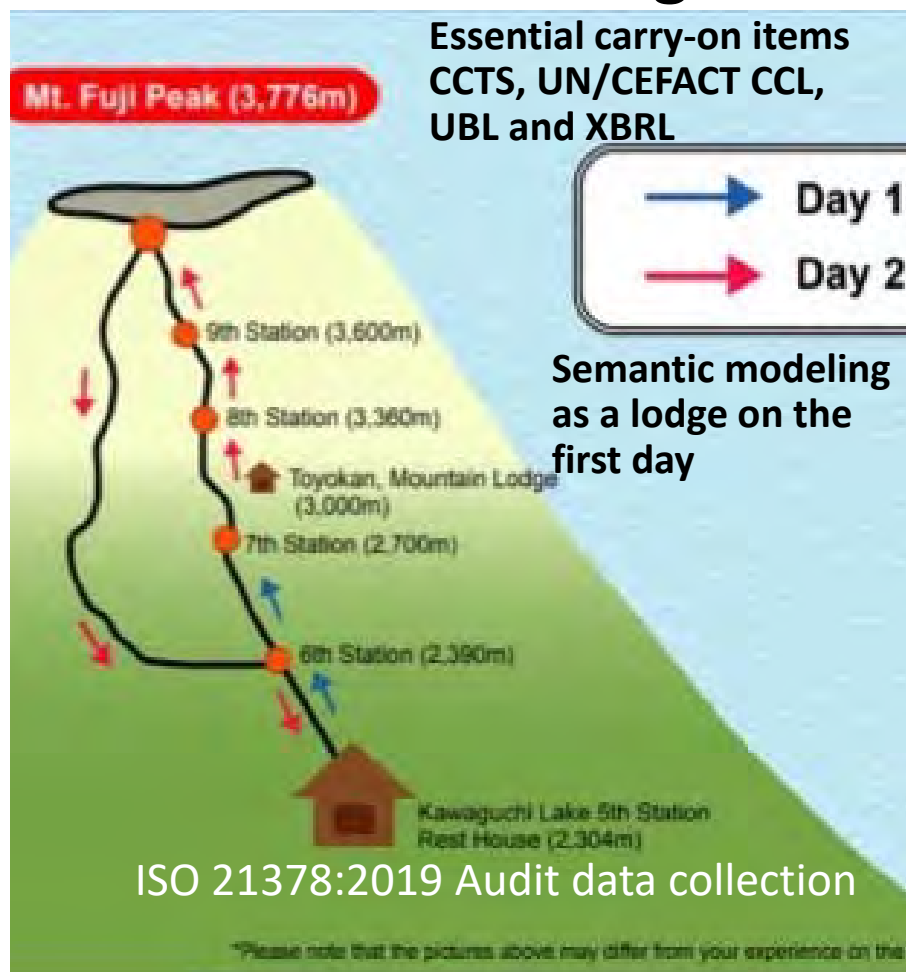 Essential carry-on items
CCTS, UN/CEFACT CCL,
UBL and XBRL
Mt. Fuji Peak (3,776m)
Day 1
Day 2
9th Station (3,600m)
Semantic modeling
as a lodge on the
first day
8th Station (3,360m)
Toyokan, Mountain Lodge
(3,000m)
7th Station (2,700m)
6th Station (2,390m)
Kawaguchi Lake 5th Station
Rest House (2,304m)
ISO 21378:2019 Audit data collection
*Please note that the pictures above may differ from your experience on the